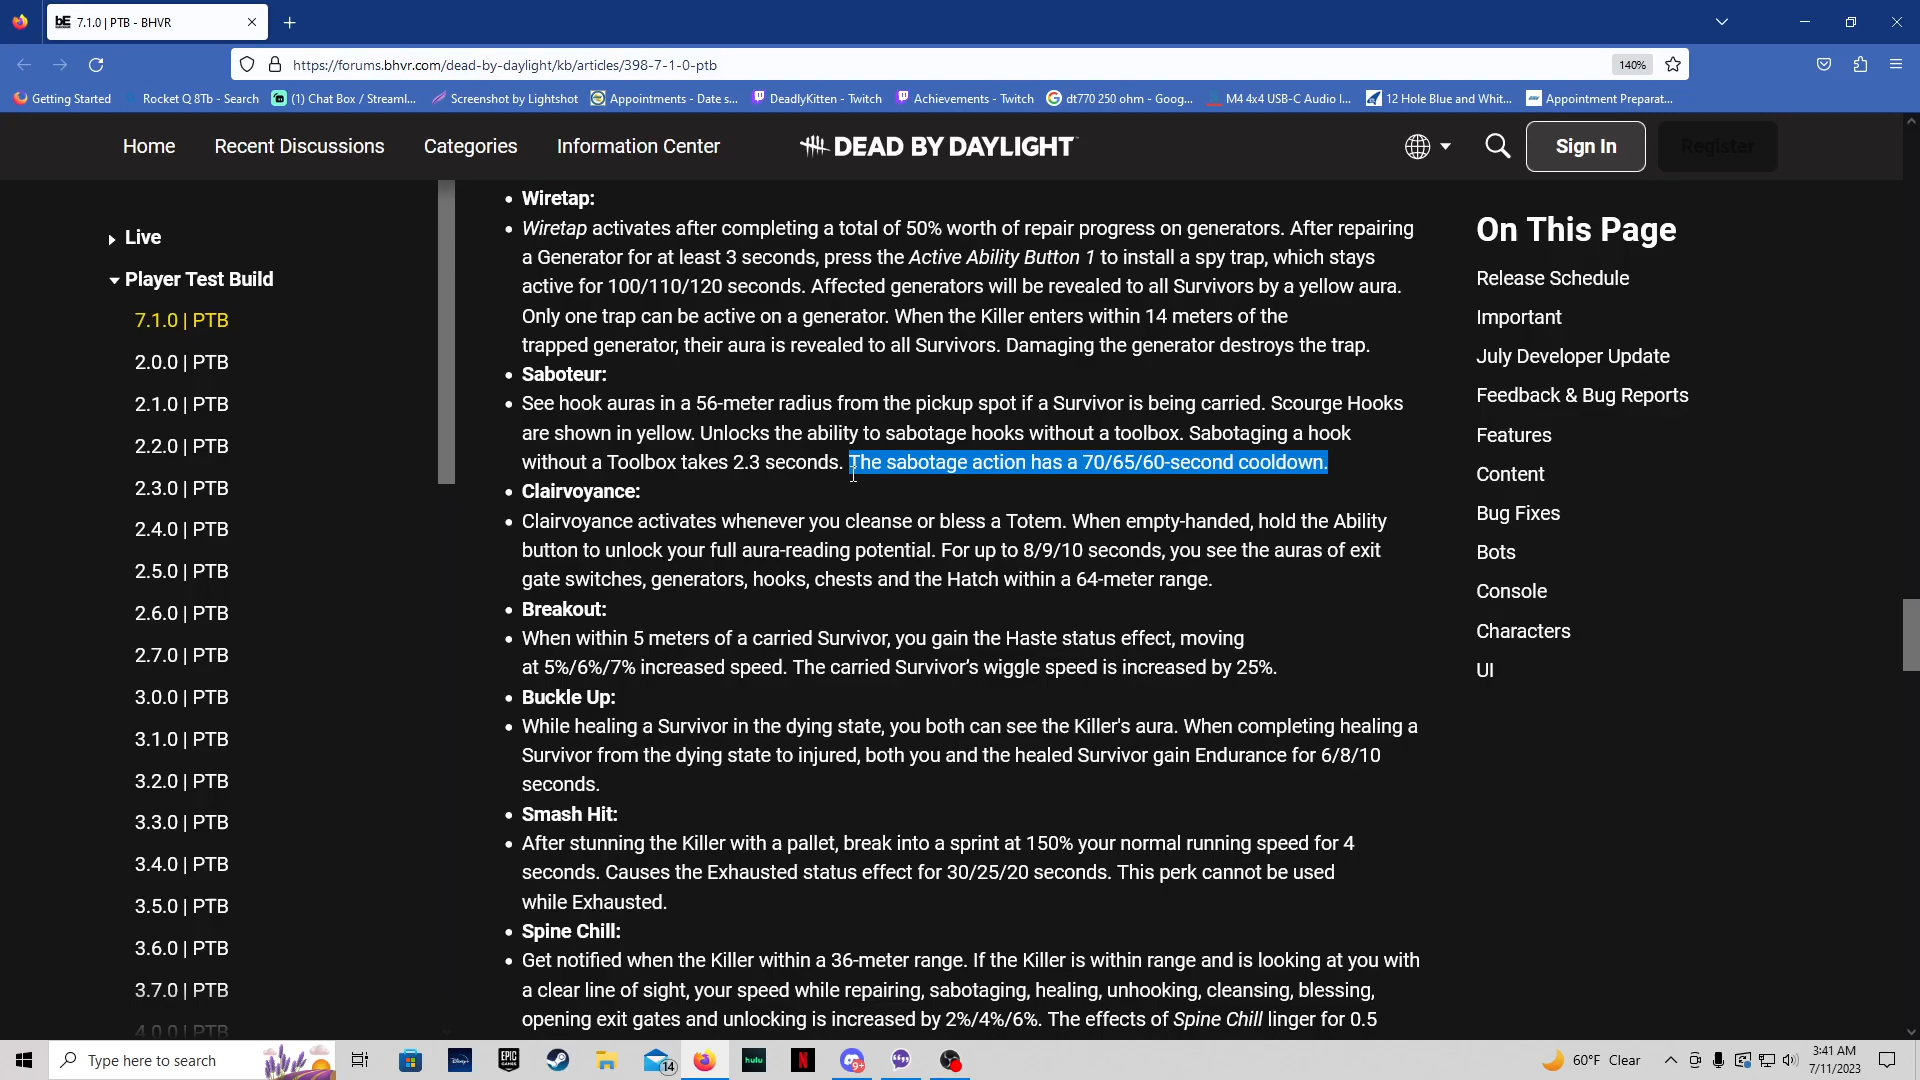 7.1.0 | PTB - BHVR
https://forums.bhvr.com/dead-by-daylight/kb/articles/398-7-1-0-ptb
140%
Getting Started
Rocket Q 8Tb - Search
(1) Chat Box / Streaml...
Screenshot by Lightshot
Appointments - Date s...
DeadlyKitten - Twitch
Achievements - Twitch
dt770 250 ohm - Goog...
M4 4x4 USB-C Audio I...
12 Hole Blue and Whit...
Appointment Preparat...
Home
Recent Discussions
Categories
Information Center
DEAD BY DAYLIGHT
Sign In
Register
Live
Player Test Build
7.1.0 | PTB
2.0.0 | PTB
2.1.0 | PTB
2.2.0 | PTB
2.3.0 | PTB
2.4.0 | PTB
2.5.0 | PTB
2.6.0 | PTB
2.7.0 | PTB
3.0.0 | PTB
3.1.0 | PTB
3.2.0 | PTB
3.3.0 | PTB
3.4.0 | PTB
3.5.0 | PTB
3.6.0 | PTB
3.7.0 | PTB
4.0.0 | PTB
Wiretap:
Wiretap activates after completing a total of 50% worth of repair progress on generators. After repairing
a Generator for at least 3 seconds, press the Active Ability Button 1 to install a spy trap, which stays
active for 100/110/120 seconds. Affected generators will be revealed to all Survivors by a yellow aura.
Only one trap can be active on a generator. When the Killer enters within 14 meters of the
trapped generator, their aura is revealed to all Survivors. Damaging the generator destroys the trap.
Saboteur:
See hook auras in a 56-meter radius from the pickup spot if a Survivor is being carried. Scourge Hooks
are shown in yellow. Unlocks the ability to sabotage hooks without a toolbox. Sabotaging a hook
without a Toolbox takes 2.3 seconds. The sabotage action has a 70/65/60-second cooldown.
Clairvoyance:
Clairvoyance activates whenever you cleanse or bless a Totem. When empty-handed, hold the Ability
button to unlock your full aura-reading potential. For up to 8/9/10 seconds, you see the auras of exit
gate switches, generators, hooks, chests and the Hatch within a 64-meter range.
Breakout:
When within 5 meters of a carried Survivor, you gain the Haste status effect, moving
at 5%/6%/7% increased speed. The carried Survivor’s wiggle speed is increased by 25%.
Buckle Up:
While healing a Survivor in the dying state, you both can see the Killer's aura. When completing healing a
Survivor from the dying state to injured, both you and the healed Survivor gain Endurance for 6/8/10
seconds.
Smash Hit:
After stunning the Killer with a pallet, break into a sprint at 150% your normal running speed for 4
seconds. Causes the Exhausted status effect for 30/25/20 seconds. This perk cannot be used
while Exhausted.
Spine Chill:
Get notified when the Killer within a 36-meter range. If the Killer is within range and is looking at you with
a clear line of sight, your speed while repairing, sabotaging, healing, unhooking, cleansing, blessing,
opening exit gates and unlocking is increased by 2%/4%/6%. The effects of Spine Chill linger for 0.5
On This Page
Release Schedule
Important
July Developer Update
Feedback & Bug Reports
Features
Content
Bug Fixes
Bots
Console
Characters
UI
Type here to search
Disney+
EPIC GAMES
14
hulu
N
9+
60°F Clear
3:41 AM
7/11/2023